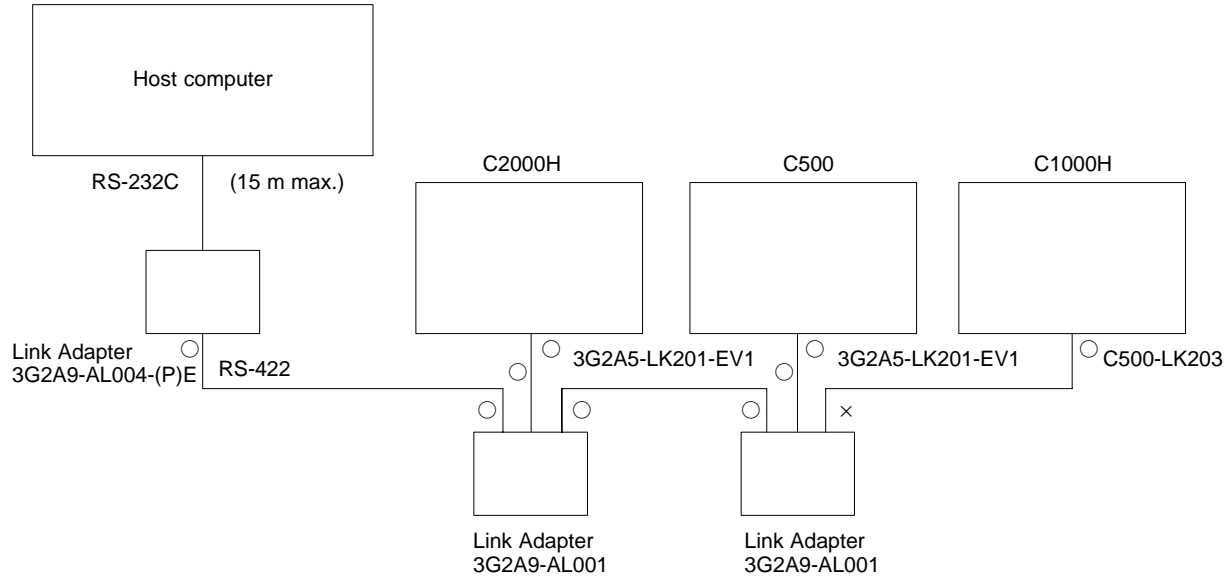 Host computer
RS-232C (15 m max.)
C2000H
C500
C1000H
Link Adapter
3G2A9-AL004-(P)E
RS-422
3G2A5-LK201-EV1
3G2A5-LK201-EV1
C500-LK203
Link Adapter
3G2A9-AL001
Link Adapter
3G2A9-AL001